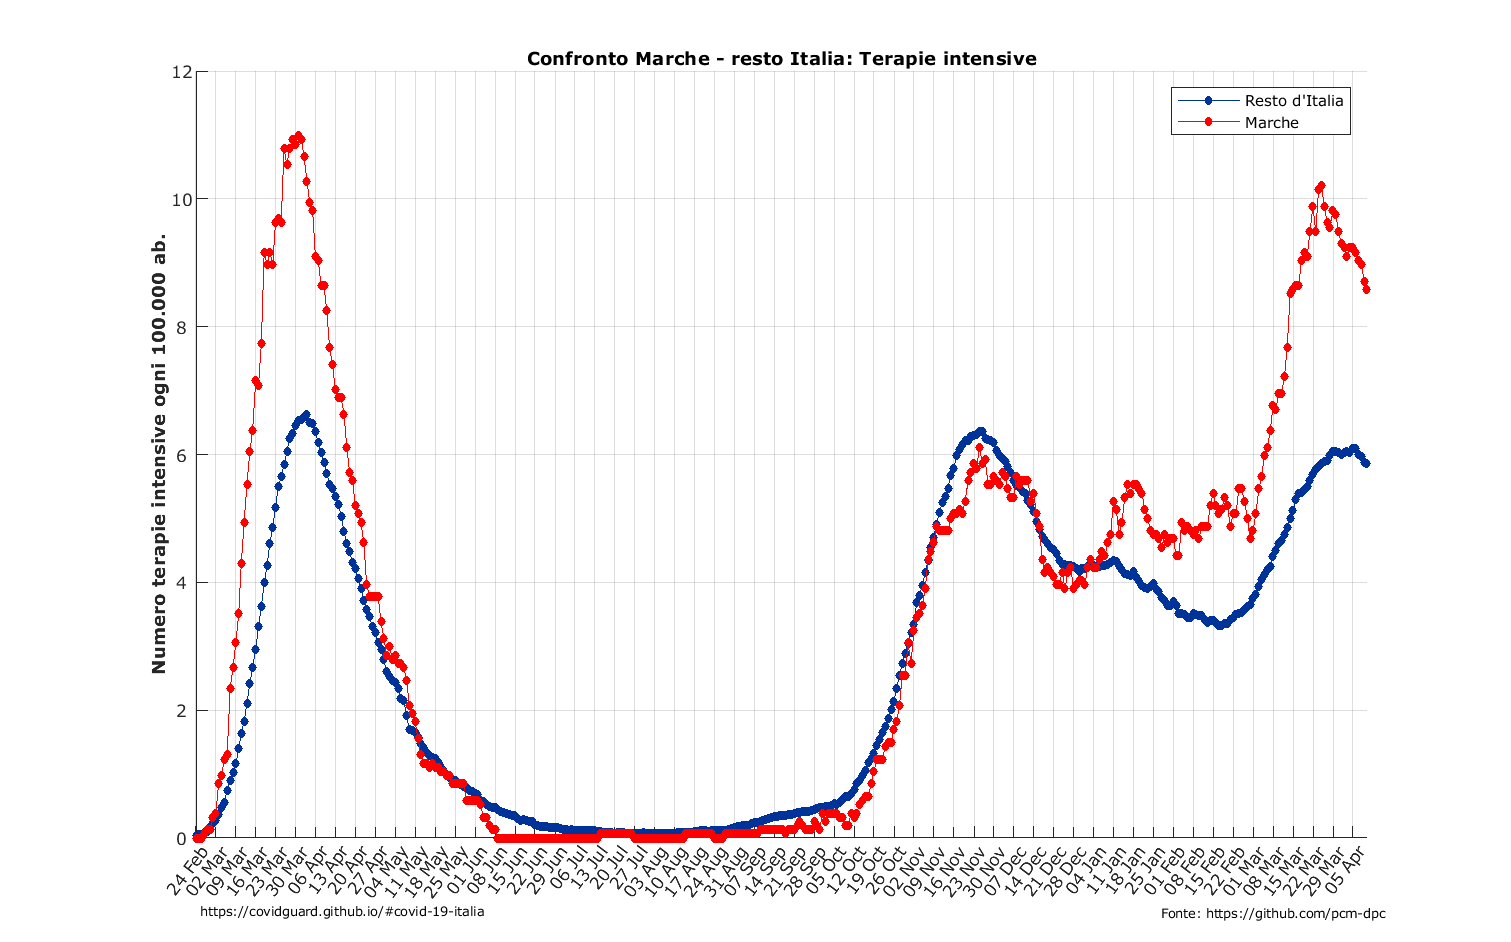 Confronto Marche - resto Italia: Terapie intensive
Resto d'Italia
Marche
Numero terapie intensive ogni 100.000 ab.
12
10
8
6
4
2
0
24 Feb
02 Mar
09 Mar
16 Mar
23 Mar
30 Mar
06 Apr
13 Apr
20 Apr
27 Apr
04 May
11 May
18 May
25 May
01 Jun
08 Jun
15 Jun
22 Jun
29 Jun
06 Jul
13 Jul
20 Jul
27 Jul
03 Aug
10 Aug
17 Aug
24 Aug
31 Aug
07 Sep
14 Sep
21 Sep
28 Sep
05 Oct
12 Oct
19 Oct
26 Oct
02 Nov
09 Nov
16 Nov
23 Nov
30 Nov
07 Dec
14 Dec
21 Dec
28 Dec
04 Jan
11 Jan
18 Jan
25 Jan
01 Feb
08 Feb
15 Feb
22 Feb
01 Mar
08 Mar
15 Mar
22 Mar
29 Mar
05 Apr
https://covidguard.github.io/#covid-19-italia
Fonte: https://github.com/pcm-dpc